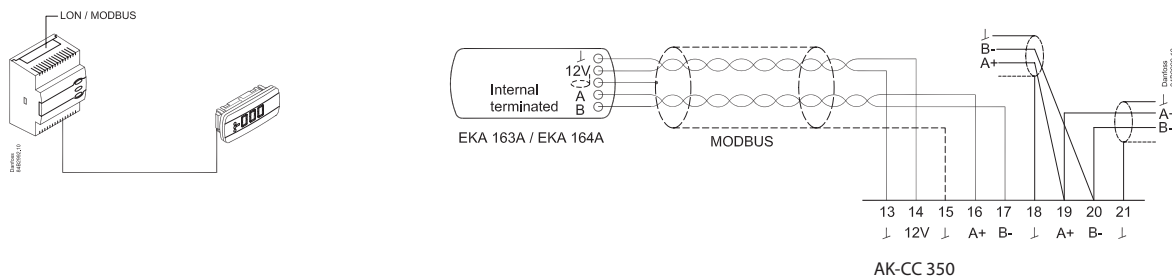 LON / MODBUS
Danfoss
84B2992.10
Internal
terminated
⊥
12V
A
B
EKA 163A / EKA 164A
MODBUS
⊥
B-
A+
Danfoss
⊥
A+
B-
13 14 15 16 17 18 19 20 21
⊥ 12V ⊥ A+ B- ⊥ A+ B- ⊥
AK-CC 350